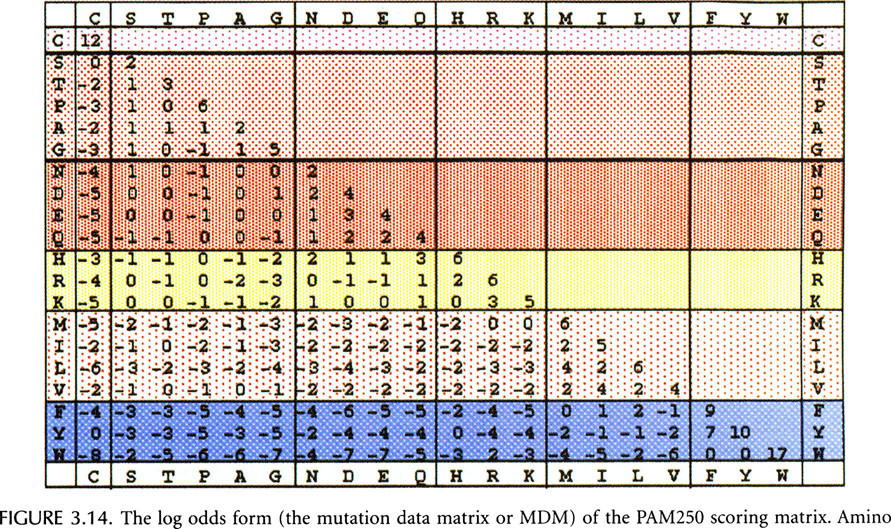 C S T P A G N D E Q H R K M I L V F Y W
C 12 C
S 0 2 S
T -2 1 3 T
P -3 1 0 6 P
A -2 1 1 1 2 A
G -3 1 0 -1 1 5 G
N -4 1 0 -1 0 0 2 N
D -5 0 0 -1 0 1 2 4 D
E -5 0 0 -1 0 0 1 3 4 E
Q -5 -1 -1 0 0 -1 1 2 2 4 Q
H -3 -1 -1 0 -1 -2 2 1 1 3 6 H
R -4 0 -1 0 -2 -3 0 -1 -1 1 2 6 R
K -5 0 0 -1 -1 -2 1 0 0 1 0 3 5 K
M -5 -2 -1 -2 -1 -3 -2 -3 -2 -1 -2 0 0 6 M
I -2 -1 0 -2 -1 -3 -2 -2 -2 -2 -2 -2 -2 2 5 I
L -6 -3 -2 -3 -2 -4 -3 -4 -3 -2 -2 -3 -3 4 2 6 L
V -2 -1 0 -1 0 -1 -2 -2 -2 -2 -2 -2 -2 2 4 2 4 V
F -4 -3 -3 -5 -4 -5 -4 -6 -5 -5 -2 -4 -5 0 1 2 -1 9 F
Y 0 -3 -3 -5 -3 -5 -2 -4 -4 -4 0 -4 -4 -2 -1 -1 -2 7 10 Y
W -8 -2 -5 -6 -6 -7 -4 -7 -7 -5 -3 2 -3 -4 -5 -2 -6 0 0 17 W
C S T P A G N D E Q H R K M I L V F Y W
FIGURE 3.14. The log odds form (the mutation data matrix or MDM) of the PAM250 scoring matrix. Amino